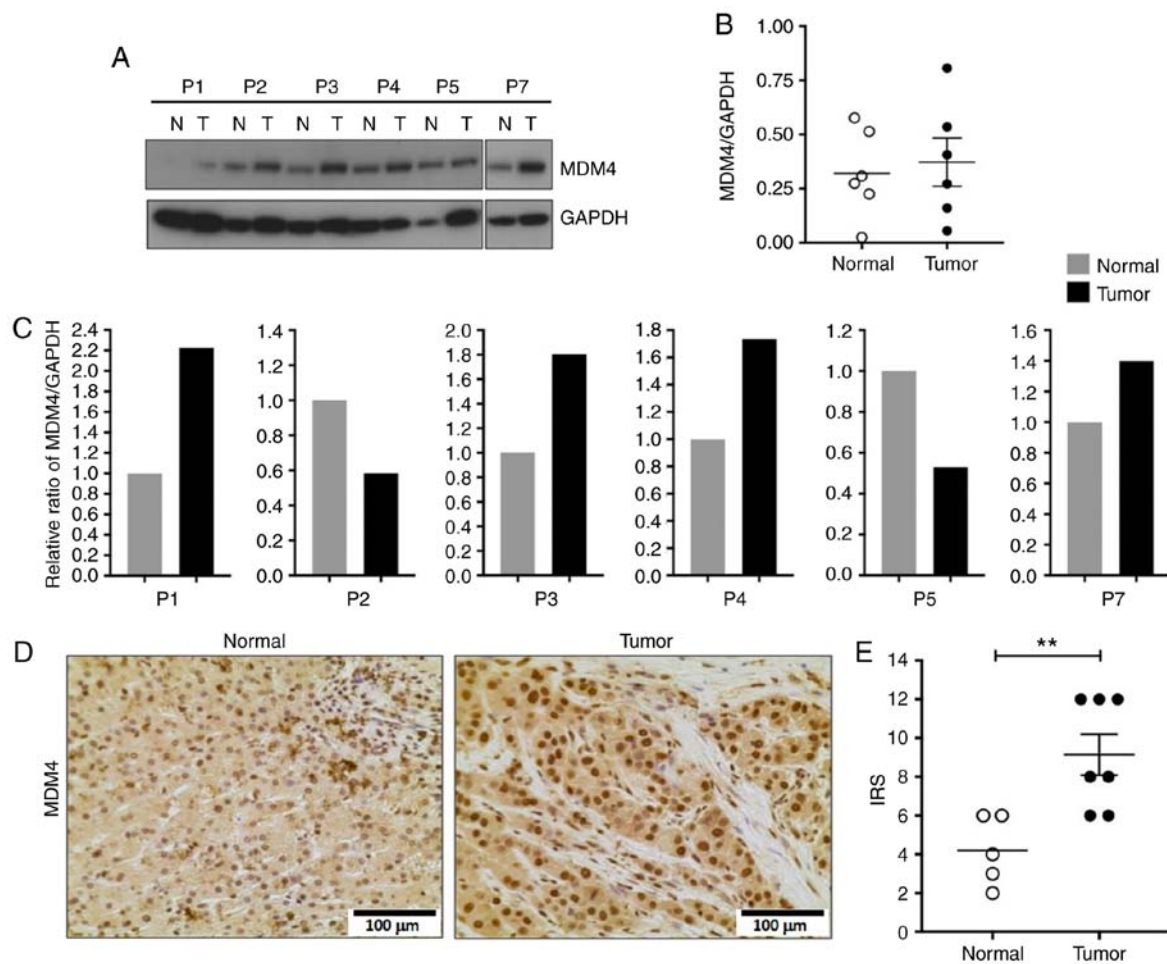 A
P1 P2 P3 P4 P5 P7
N T N T N T N T N T N T
MDM4
GAPDH
B
MDM4/GAPDH
1.00
0.75
0.50
0.25
0.00
Normal Tumor
Normal
Tumor
C
Relative ratio of MDM4/GAPDH
2.4
2.2
2.0
1.8
1.6
1.4
1.2
1.0
0.8
0.6
0.4
0.2
0.0
P1
1.4
1.2
1.0
0.8
0.6
0.4
0.2
0.0
P2
2.0
1.8
1.6
1.4
1.2
1.0
0.8
0.6
0.4
0.2
0.0
P3
1.8
1.6
1.4
1.2
1.0
0.8
0.6
0.4
0.2
0.0
P4
1.2
1.0
0.8
0.6
0.4
0.2
0.0
P5
1.6
1.4
1.2
1.0
0.8
0.6
0.4
0.2
0.0
P7
D
Normal Tumor
MDM4
100 µm 100 µm
E
**
IRS
14
12
10
8
6
4
2
0
Normal Tumor